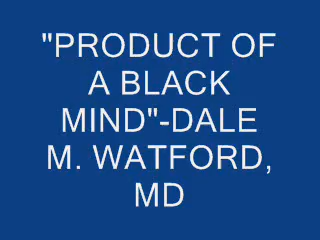 "PRODUCT OF
A BLACK
MIND"-DALE
M. WATFORD,
MD